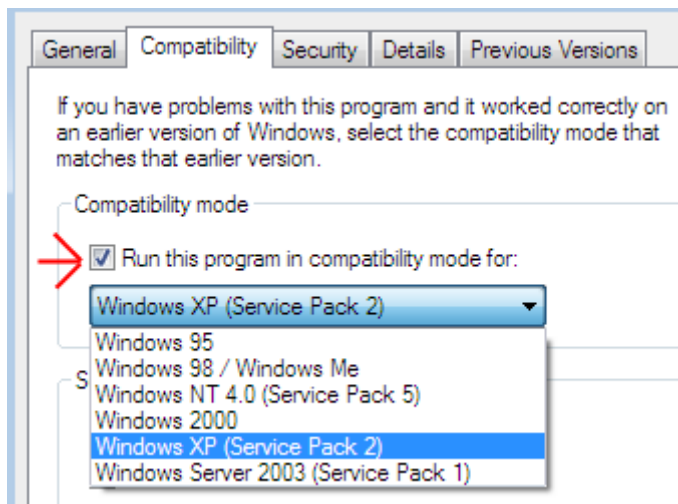 General Compatibility Security Details Previous Versions
If you have problems with this program and it worked correctly on
an earlier version of Windows, select the compatibility mode that
matches that earlier version.
Compatibility mode
Run this program in compatibility mode for:
Windows XP (Service Pack 2)
Windows 95
Windows 98 / Windows Me
S
Windows NT 4.0 (Service Pack 5)
Windows 2000
Windows XP (Service Pack 2)
Windows Server 2003 (Service Pack 1)